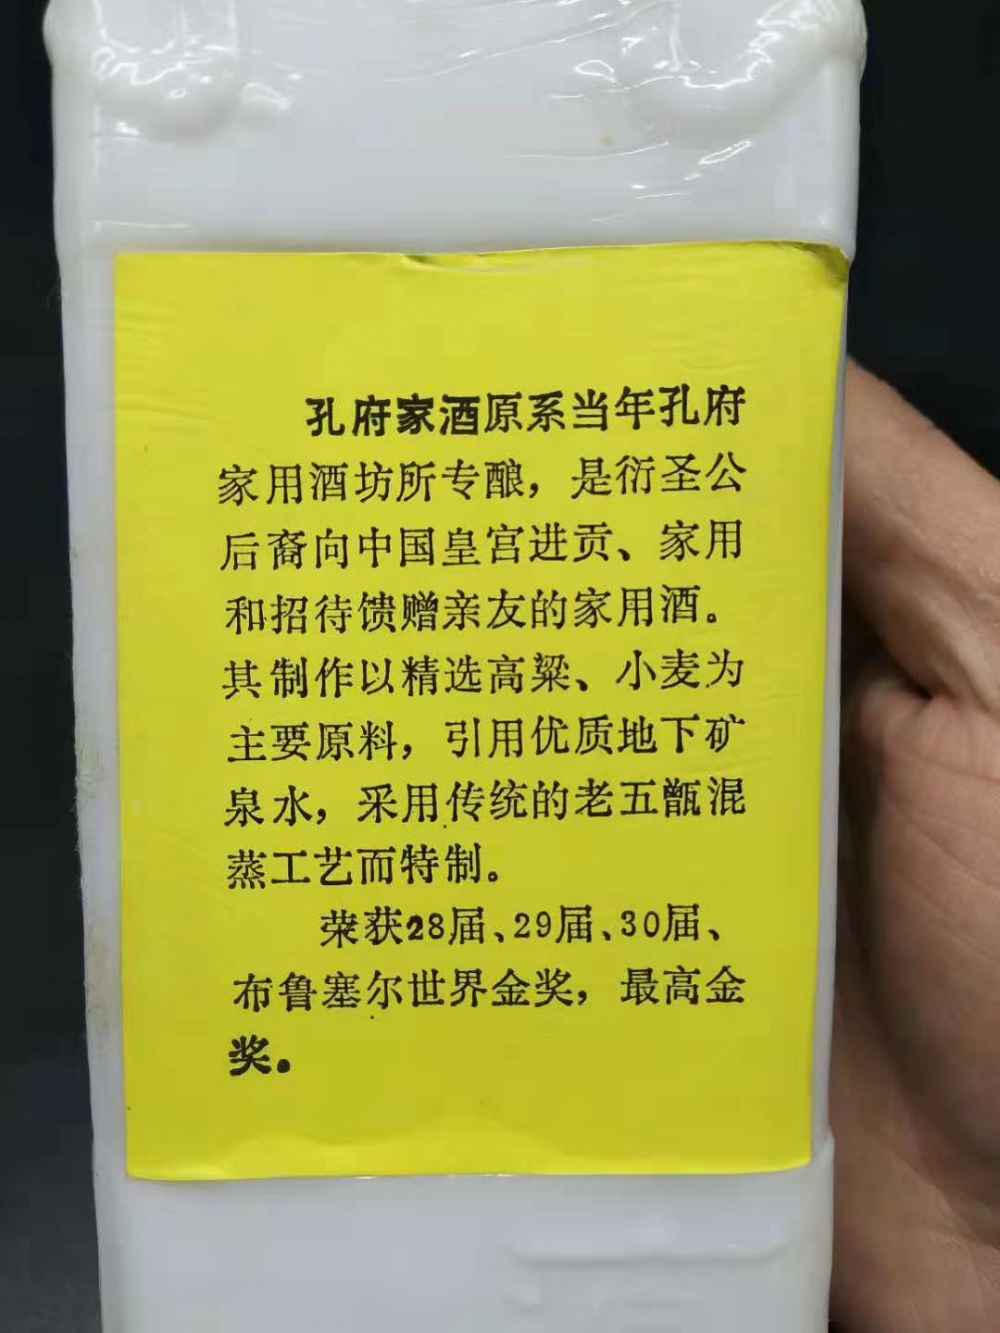 孔府家酒原系当年孔府
家用酒坊所专酿，是衍圣公
后裔向中国皇宫进贡、家用
和招待馈赠亲友的家用酒。
其制作以精选高粱、小麦为
主要原料，引用优质地下矿
泉水，采用传统的老五甑混
蒸工艺而特制。
荣获28届、29届、30届、
布鲁塞尔世界金奖，最高金
奖。